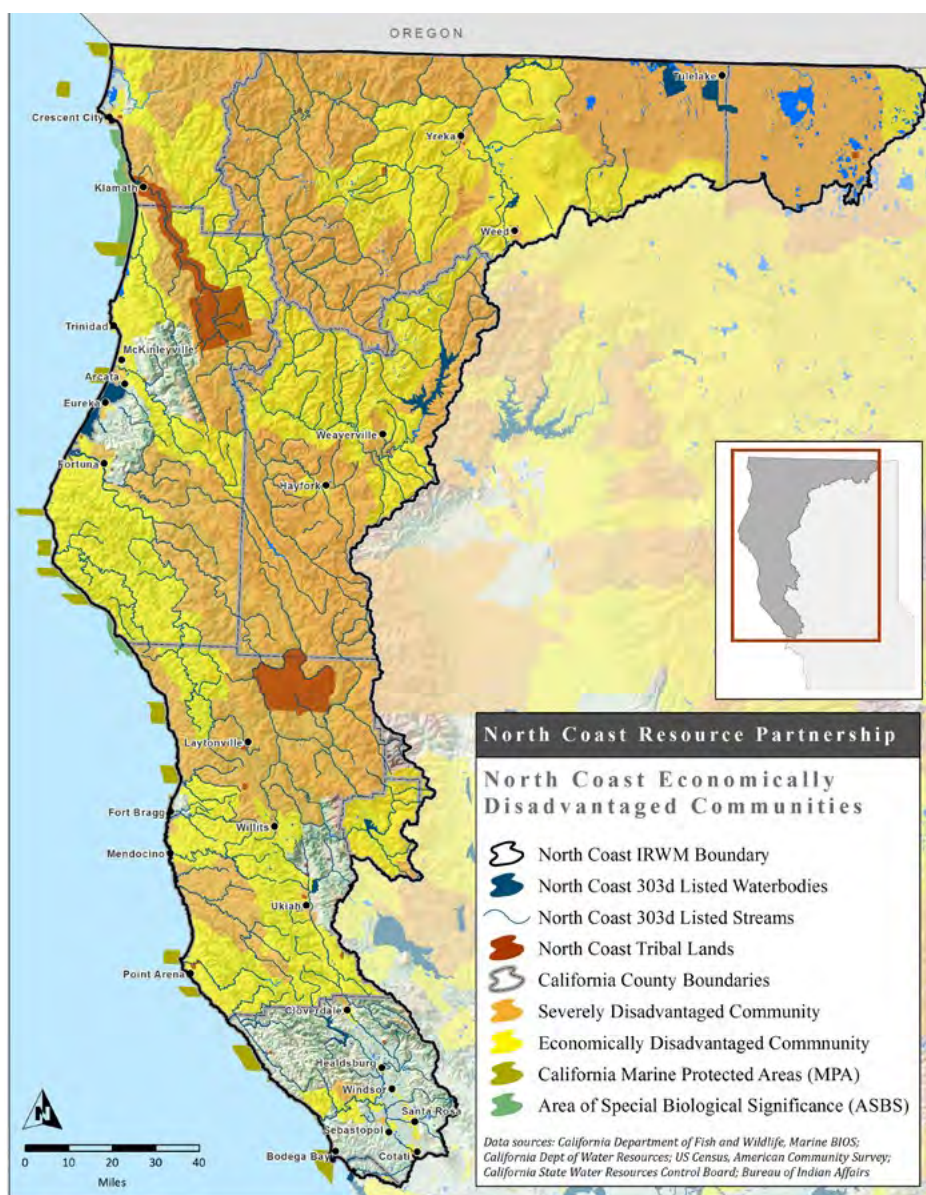 OREGON
Tulelake
Crescent City
Yreka
Klamath
Weed
Trinidad
McKinleyville
Arcata
Eureka
Weaverville
Fortuna
Hayfork
Laytonville
Fort Bragg
Willits
Mendocino
Ukiah
Point Arena
Cloverdale
Healdsburg
Windsor
Santa Rosa
Sebastopol
Bodega Bay
Cotati
North Coast Resource Partnership
North Coast Economically
Disadvantaged Communities
North Coast IRWM Boundary
North Coast 303d Listed Waterbodies
North Coast 303d Listed Streams
North Coast Tribal Lands
California County Boundaries
Severely Disadvantaged Community
Economically Disadvantaged Commnunity
California Marine Protected Areas (MPA)
Area of Special Biological Significance (ASBS)
Data sources: California Department of Fish and Wildlife, Marine BIOS;
California Dept of Water Resources; US Census, American Community Survey;
California State Water Resources Control Board; Bureau of Indian Affairs
N
0 10 20 30 40
Miles